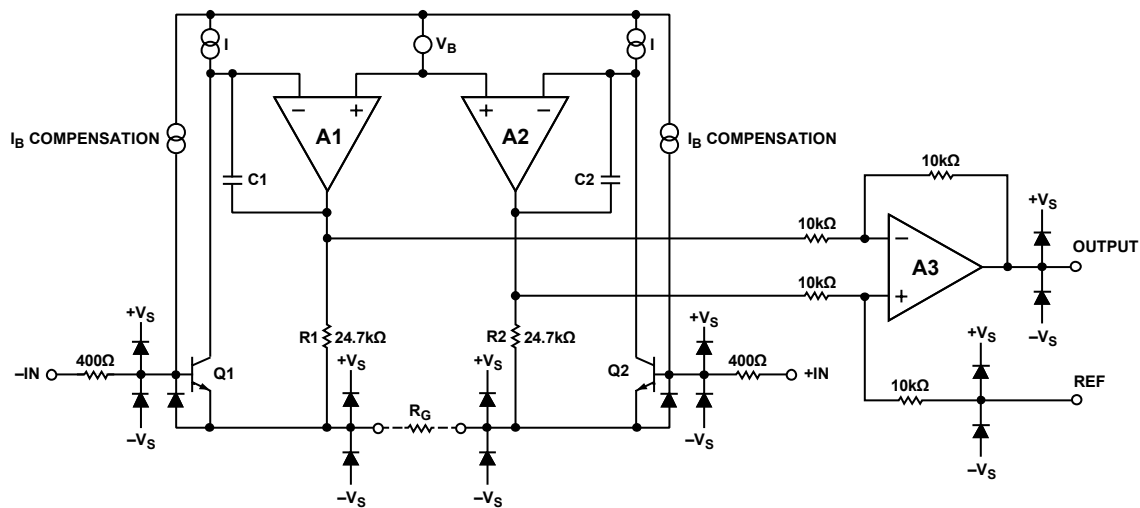 I
V_B
I
– +
+ –
A1
A2
I_B COMPENSATION
I_B COMPENSATION
C1
C2
10kΩ
+V_S
10kΩ
–
A3
OUTPUT
10kΩ
+
–V_S
R1
24.7kΩ
R2
24.7kΩ
+V_S
+V_S
+V_S
400Ω
–IN
Q1
+V_S
+V_S
Q2
400Ω
+IN
10kΩ
REF
R_G
–V_S
–V_S
–V_S
–V_S
–V_S